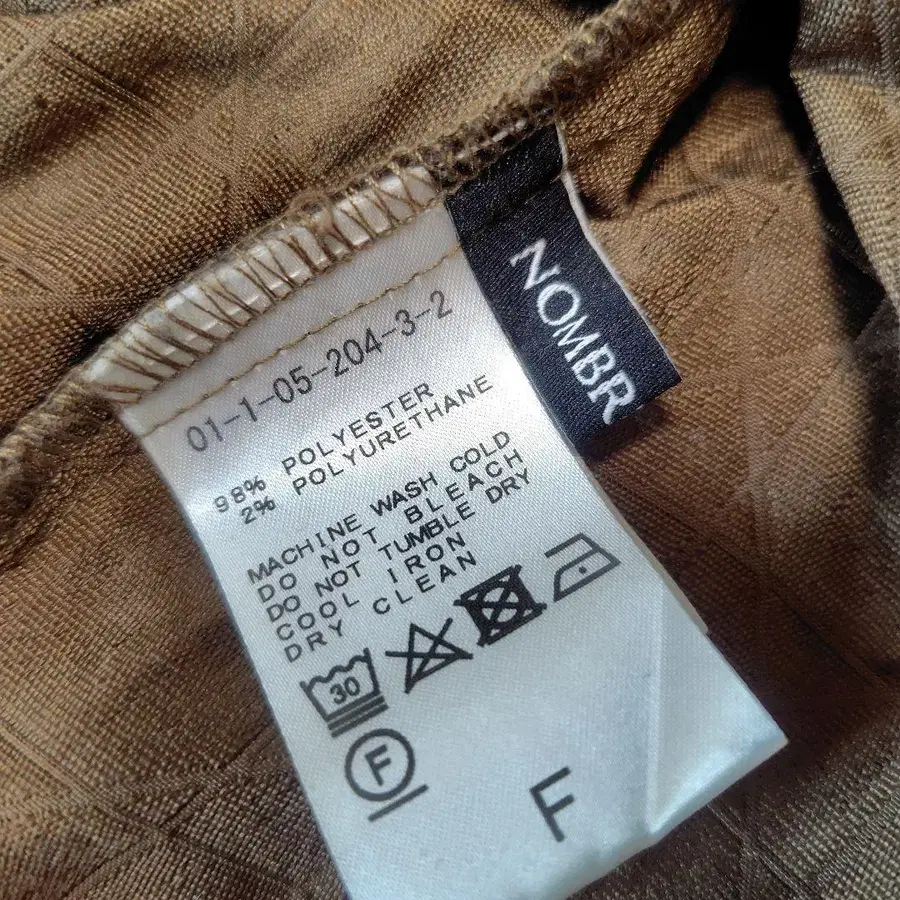 NOMBR
01-1-05-204-3-2
98% POLYESTER
2% POLYURETHANE
MACHINE WASH COLD
DO NOT BLEACH
DO NOT TUMBLE DRY
COOL IRON
DRY CLEAN
30
F
F